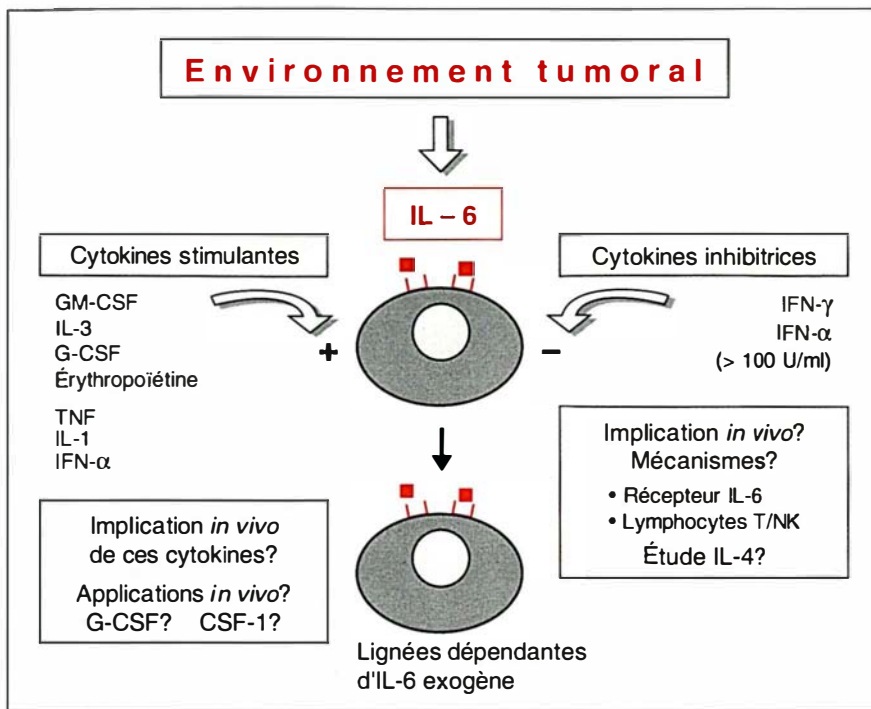 Environnement tumoral
IL – 6
Cytokines stimulantes
GM-CSF
IL-3
G-CSF
Érythropoïétine
TNF
IL-1
IFN-α
+
–
Cytokines inhibitrices
IFN-γ
IFN-α
(> 100 U/ml)
Implication in vivo?
Mécanismes?
• Récepteur IL-6
• Lymphocytes T/NK
Étude IL-4?
Implication in vivo
de ces cytokines?
Applications in vivo?
G-CSF? CSF-1?
Lignées dépendantes
d'IL-6 exogène